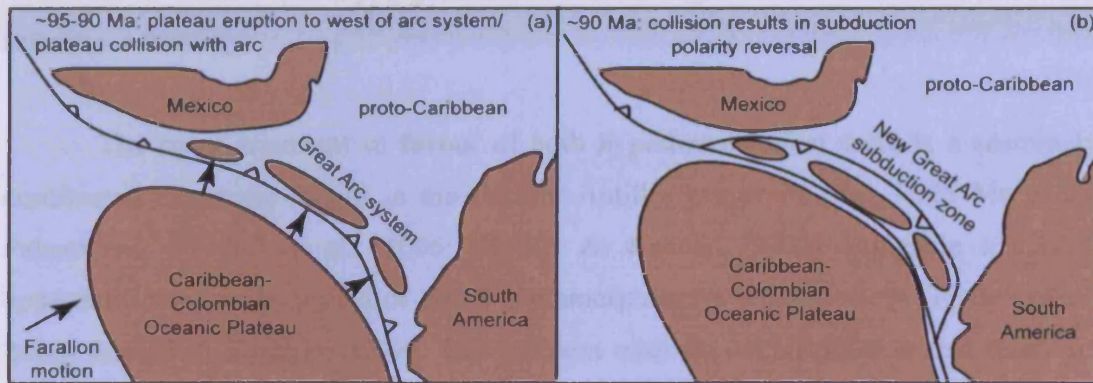 ~95-90 Ma: plateau eruption to west of arc system/ (a)
plateau collision with arc
Mexico
proto-Caribbean
Great Arc system
Caribbean-
Colombian
Oceanic Plateau
South
America
Farallon
motion
~90 Ma: collision results in subduction (b)
polarity reversal
Mexico
proto-Caribbean
New Great Arc
subduction zone
Caribbean-
Colombian
Oceanic Plateau
South
America